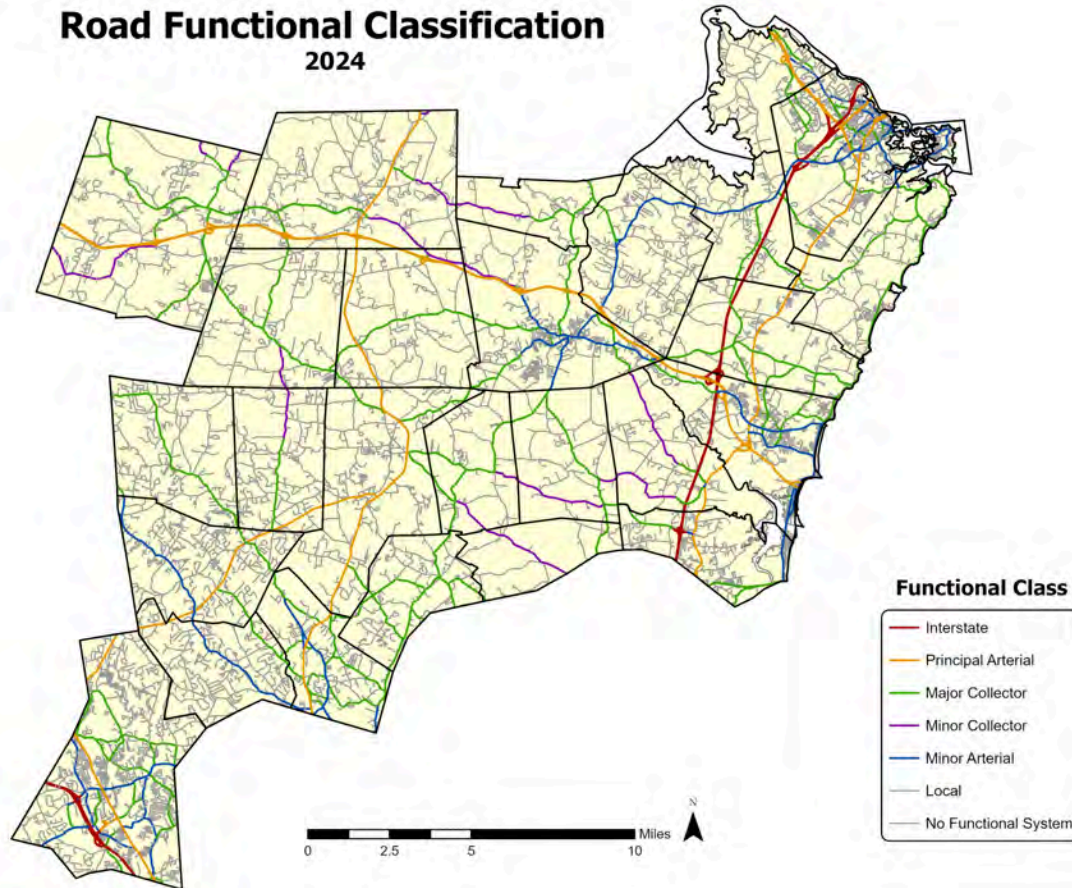 Road Functional Classification
2024
Functional Class
Interstate
Principal Arterial
Major Collector
Minor Collector
Minor Arterial
Local
No Functional System
N
Miles
0 2.5 5 10